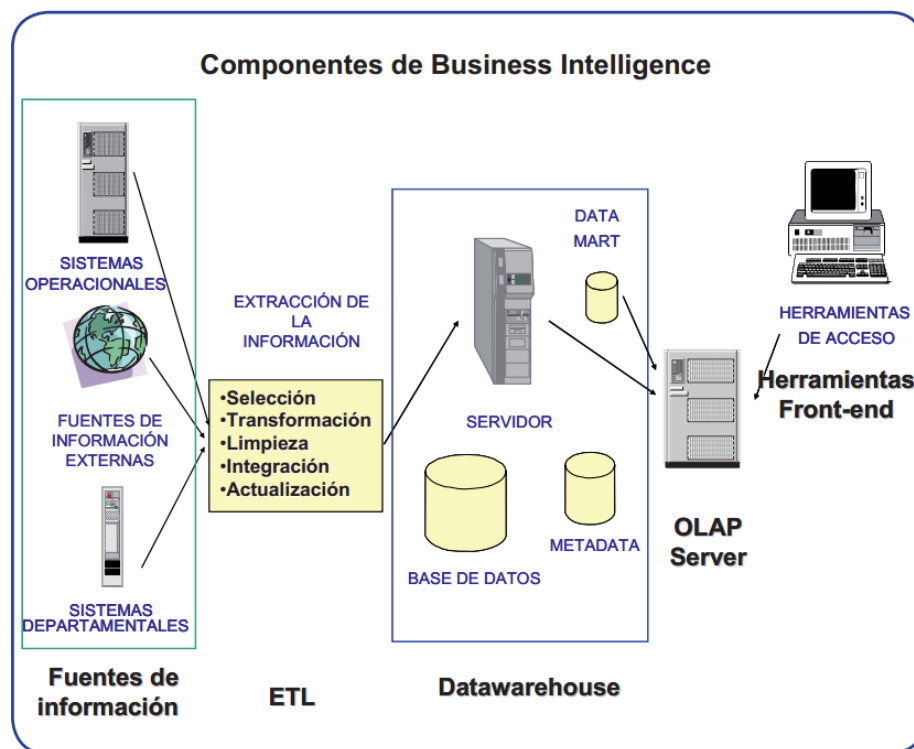 Componentes de Business Intelligence
SISTEMAS
OPERACIONALES
FUENTES DE
INFORMACIÓN
EXTERNAS
SISTEMAS
DEPARTAMENTALES
Fuentes de
información
EXTRACCIÓN DE
LA
INFORMACIÓN
•Selección
•Transformación
•Limpieza
•Integración
•Actualización
ETL
DATA
MART
SERVIDOR
BASE DE DATOS
METADATA
Datawarehouse
OLAP
Server
HERRAMIENTAS
DE ACCESO
Herramientas
Front-end